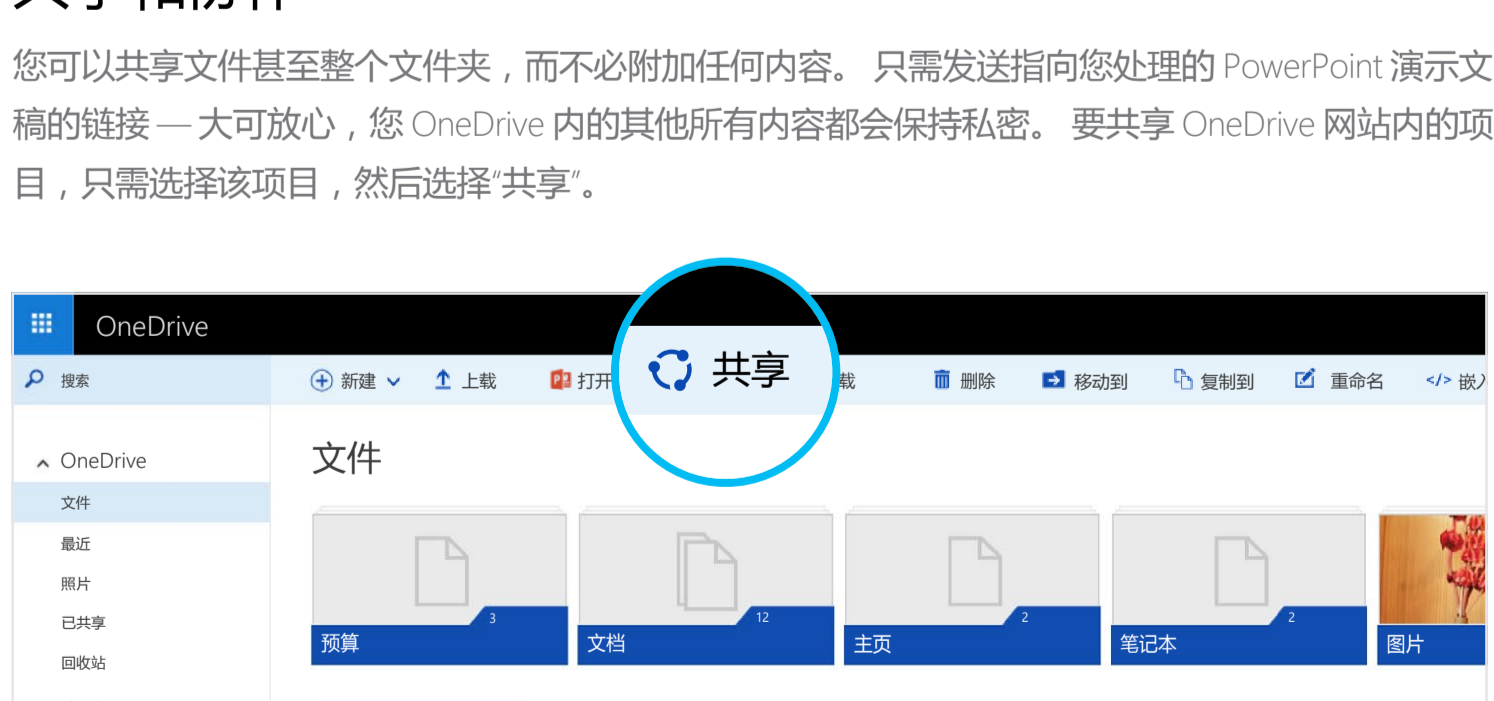 您可以共享文件甚至整个文件夹，而不必附加任何内容。 只需发送指向您处理的 PowerPoint 演示文
稿的链接 — 大可放心，您 OneDrive 内的其他所有内容都会保持私密。 要共享 OneDrive 网站内的项
目，只需选择该项目，然后选择“共享”。
OneDrive
搜索 新建 上载 打开 共享 载 删除 移动到 复制到 重命名 </> 嵌入
OneDrive
文件
文件
最近
照片
已共享
回收站
3 12 2 2
预算 文档 主页 笔记本 图片